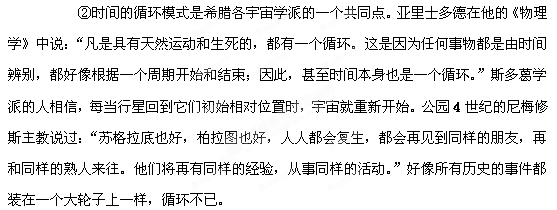 ②时间的循环模式是希腊各宇宙学派的一个共同点。亚里士多德在他的《物理
学》中说：“凡是具有天然运动和生死的，都有一个循环。这是因为任何事物都是由时间
辨别，都好像根据一个周期开始和结束；因此，甚至时间本身也是一个循环。”斯多葛学
派的人相信，每当行星回到它们初始相对位置时，宇宙就重新开始。公园4世纪的尼梅修
斯主教说过：“苏格拉底也好，柏拉图也好，人人都会复生，都会再见到同样的朋友，再
和同样的熟人来往。他们将再有同样的经验，从事同样的活动。”好像所有历史的事件都
装在一个大轮子上一样，循环不已。